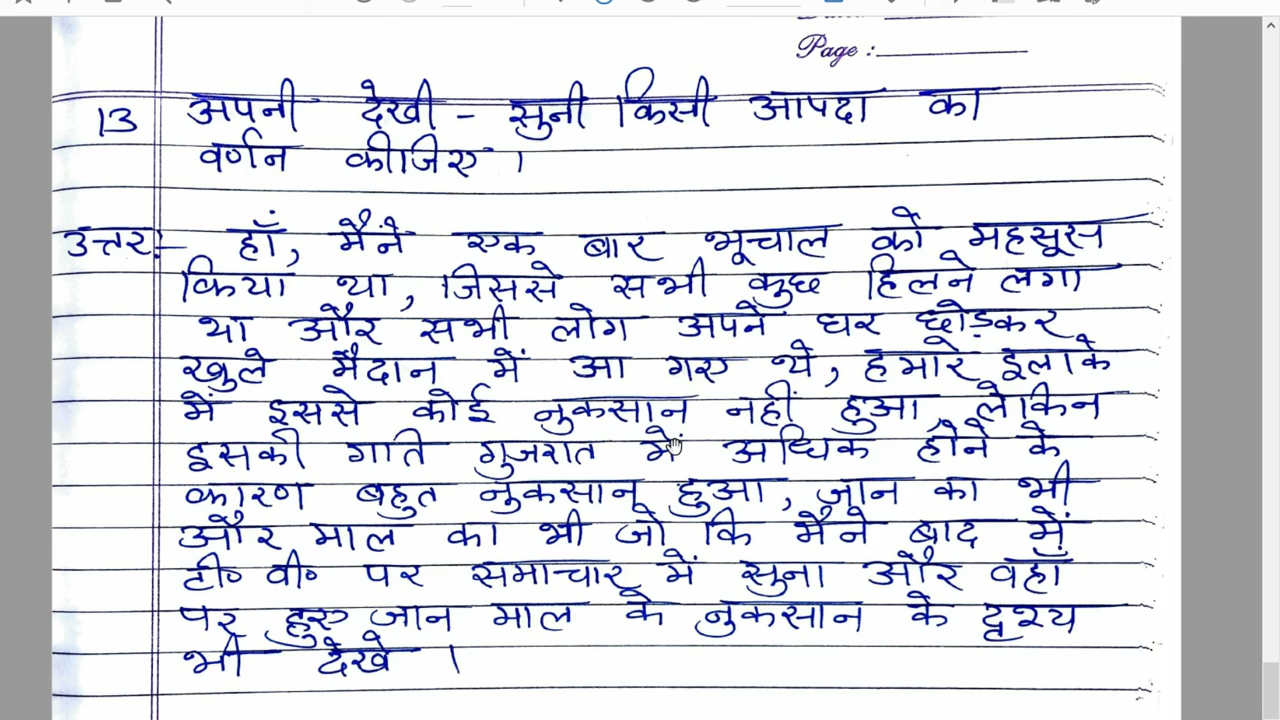 Page :
13 अपनी देखी - सुनी किसी आपदा का
वर्णन कीजिए ।
उत्तर:- हाँ, मैंने एक बार भूचाल को महसूस
किया था, जिससे सभी कुछ हिलने लगा
था और सभी लोग अपने घर छोड़कर
खुले मैदान में आ गए थे, हमारे इलाके
में इससे कोई नुकसान नहीं हुआ लेकिन
इसकी गति गुजरात में अधिक होने के
कारण बहुत नुकसान हुआ, जान का भी
और माल का भी जो कि मैंने बाद में
टी॰ वी॰ पर समाचार में सुना और वहाँ
पर हुए जान माल के नुकसान के दृश्य
भी देखे ।